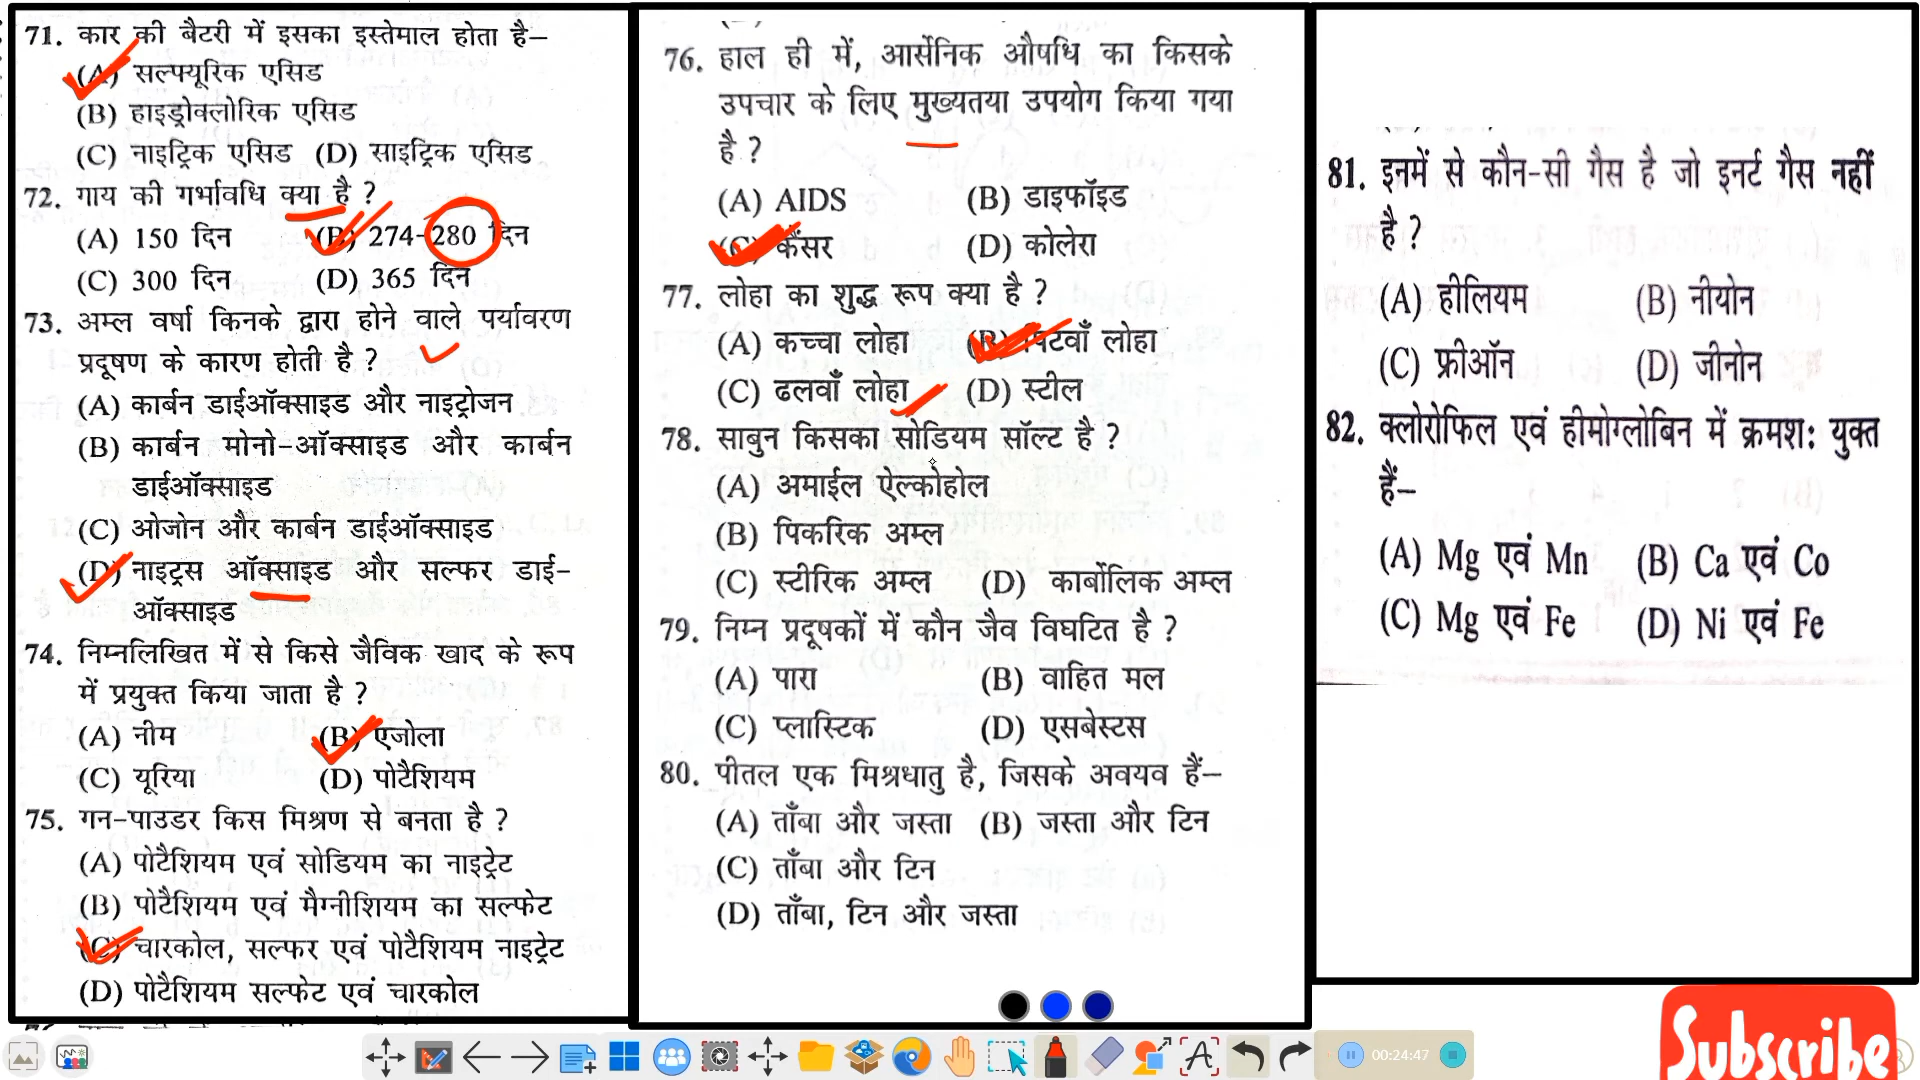 71. कार की बैटरी में इसका इस्तेमाल होता है–
(A) सल्फ्यूरिक एसिड
(B) हाइड्रोक्लोरिक एसिड
(C) नाइट्रिक एसिड (D) साइट्रिक एसिड
72. गाय की गर्भावधि क्या है ?
(A) 150 दिन (B) 274-280 दिन
(C) 300 दिन (D) 365 दिन
73. अम्ल वर्षा किनके द्वारा होने वाले पर्यावरण
प्रदूषण के कारण होती है ?
(A) कार्बन डाईऑक्साइड और नाइट्रोजन
(B) कार्बन मोनो-ऑक्साइड और कार्बन
डाईऑक्साइड
(C) ओजोन और कार्बन डाईऑक्साइड
(D) नाइट्रस ऑक्साइड और सल्फर डाई-
ऑक्साइड
74. निम्नलिखित में से किसे जैविक खाद के रूप
में प्रयुक्त किया जाता है ?
(A) नीम (B) एजोला
(C) यूरिया (D) पोटैशियम
75. गन-पाउडर किस मिश्रण से बनता है ?
(A) पोटैशियम एवं सोडियम का नाइट्रेट
(B) पोटैशियम एवं मैग्नीशियम का सल्फेट
(C) चारकोल, सल्फर एवं पोटैशियम नाइट्रेट
(D) पोटैशियम सल्फेट एवं चारकोल
76. हाल ही में, आर्सेनिक औषधि का किसके
उपचार के लिए मुख्यतया उपयोग किया गया
है ?
(A) AIDS (B) डाइफॉइड
(C) कैंसर (D) कोलेरा
77. लोहा का शुद्ध रूप क्या है ?
(A) कच्चा लोहा (B) पिटवाँ लोहा
(C) ढलवाँ लोहा (D) स्टील
78. साबुन किसका सोडियम सॉल्ट है ?
(A) अमाईल ऐल्कोहोल
(B) पिकरिक अम्ल
(C) स्टीरिक अम्ल (D) कार्बोलिक अम्ल
79. निम्न प्रदूषकों में कौन जैव विघटित है ?
(A) पारा (B) वाहित मल
(C) प्लास्टिक (D) एसबेस्टस
80. पीतल एक मिश्रधातु है, जिसके अवयव हैं–
(A) ताँबा और जस्ता (B) जस्ता और टिन
(C) ताँबा और टिन
(D) ताँबा, टिन और जस्ता
81. इनमें से कौन-सी गैस है जो इनर्ट गैस नहीं
है ?
(A) हीलियम (B) नीयोन
(C) फ्रीऑन (D) जीनोन
82. क्लोरोफिल एवं हीमोग्लोबिन में क्रमश: युक्त
हैं–
(A) Mg एवं Mn (B) Ca एवं Co
(C) Mg एवं Fe (D) Ni एवं Fe
00:24:47
Subscribe